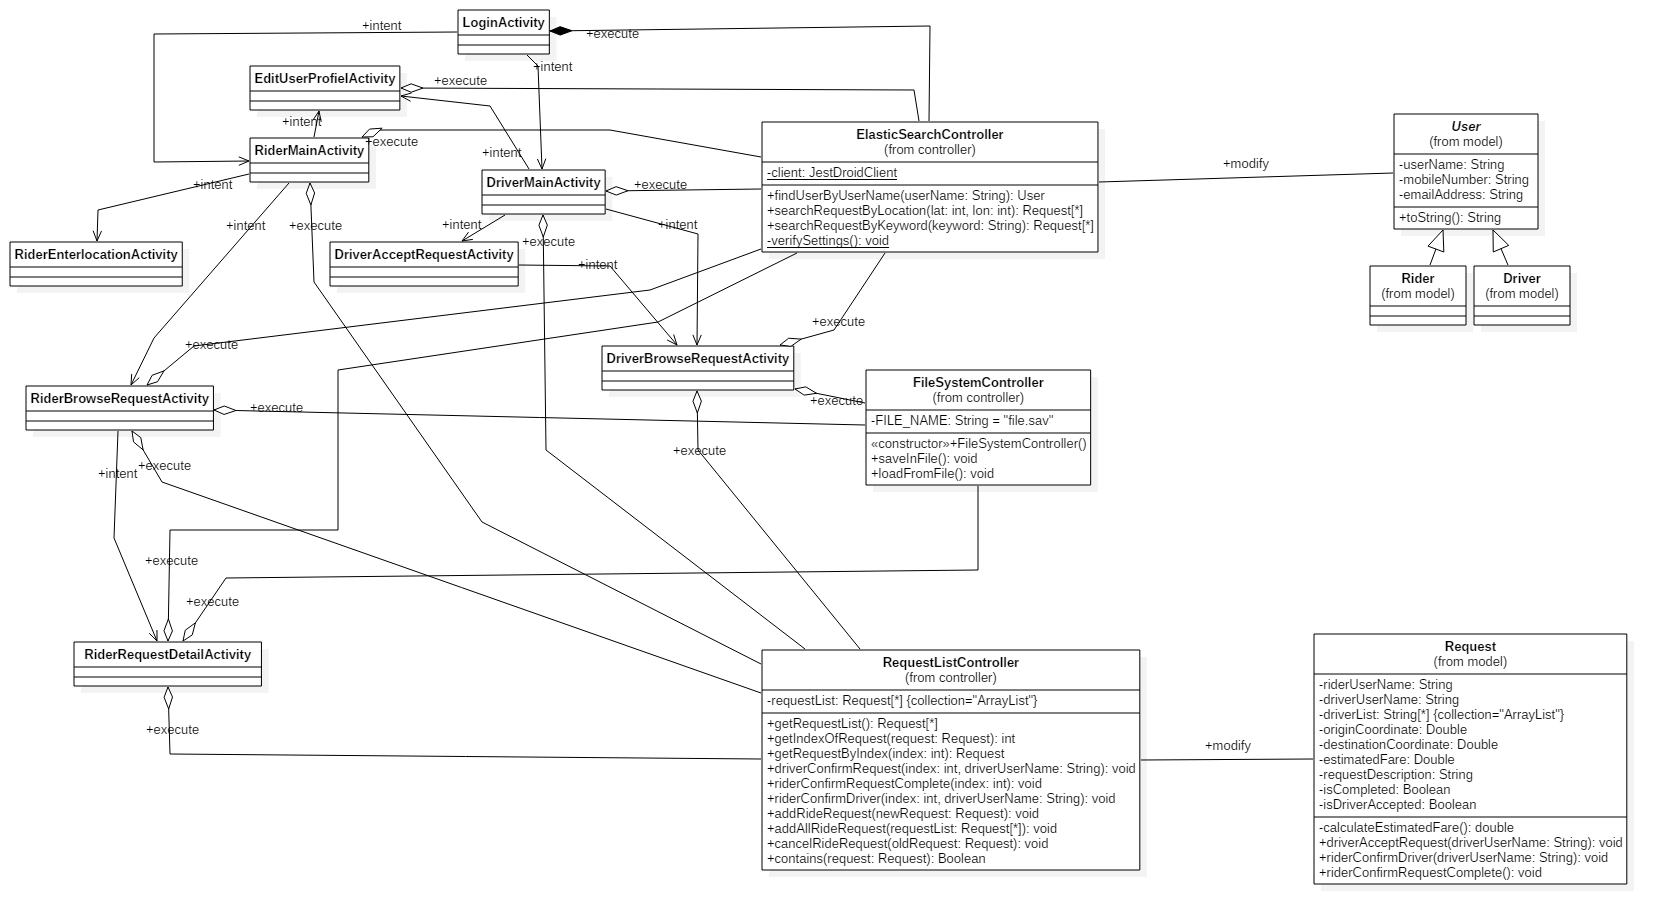 LoginActivity
+intent
+execute
+intent
EditUserProfielActivity
+execute
+intent
RiderMainActivity
+execute
+intent
DriverMainActivity
+execute
+intent
ElasticSearchController
(from controller)
-client: JestDroidClient
+findUserByUserName(userName: String): User
+searchRequestByLocation(lat: int, lon: int): Request[*]
+searchRequestByKeyword(keyword: String): Request[*]
-verifySettings(): void
+modify
User
(from model)
-userName: String
-mobileNumber: String
-emailAddress: String
+toString(): String
Rider
(from model)
Driver
(from model)
+intent
+execute
+intent
+execute
+intent
RiderEnterlocationActivity
DriverAcceptRequestActivity
+intent
+execute
+execute
DriverBrowseRequestActivity
+execute
FileSystemController
(from controller)
-FILE_NAME: String = "file.sav"
«constructor»+FileSystemController()
+saveInFile(): void
+loadFromFile(): void
RiderBrowseRequestActivity
+execute
+execute
+execute
+intent
+execute
+execute
RiderRequestDetailActivity
+execute
RequestListController
(from controller)
-requestList: Request[*] {collection="ArrayList"}
+getRequestList(): Request[*]
+getIndexOfRequest(request: Request): int
+getRequestByIndex(index: int): Request
+driverConfirmRequest(index: int, driverUserName: String): void
+riderConfirmRequestComplete(index: int): void
+riderConfirmDriver(index: int, driverUserName: String): void
+addRideRequest(newRequest: Request): void
+addAllRideRequest(requestList: Request[*]): void
+cancelRideRequest(oldRequest: Request): void
+contains(request: Request): Boolean
+modify
Request
(from model)
-riderUserName: String
-driverUserName: String
-driverList: String[*] {collection="ArrayList"}
-originCoordinate: Double
-destinationCoordinate: Double
-estimatedFare: Double
-requestDescription: String
-isCompleted: Boolean
-isDriverAccepted: Boolean
-calculateEstimatedFare(): double
+driverAcceptRequest(driverUserName: String): void
+riderConfirmDriver(driverUserName: String): void
+riderConfirmRequestComplete(): void